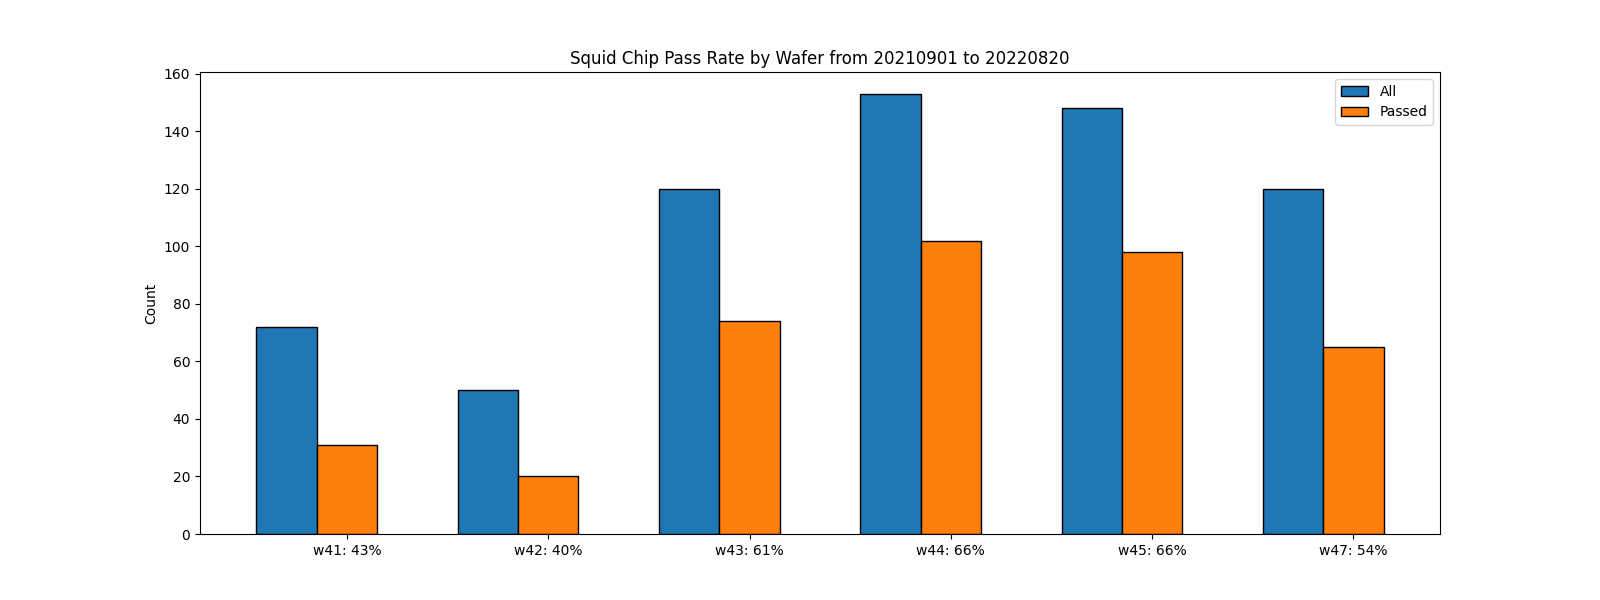 Squid Chip Pass Rate by Wafer from 20210901 to 20220820
All
Passed
Count
160
140
120
100
80
60
40
20
0
w41: 43%
w42: 40%
w43: 61%
w44: 66%
w45: 66%
w47: 54%